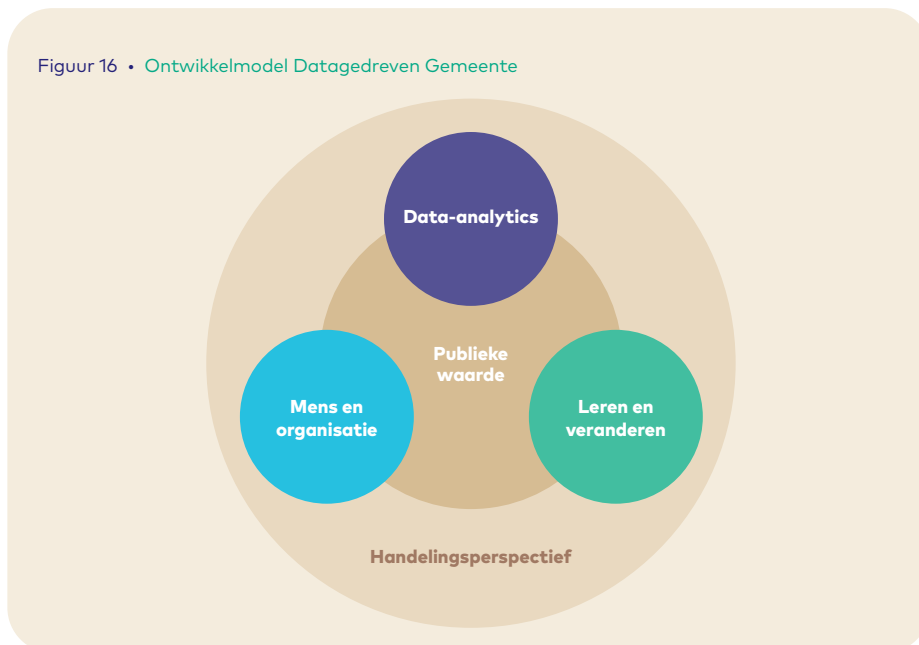 Figuur 16 • Ontwikkelmodel Datagedreven Gemeente
Data-analytics
Publieke
waarde
Mens en
organisatie
Leren en
veranderen
Handelingsperspectief